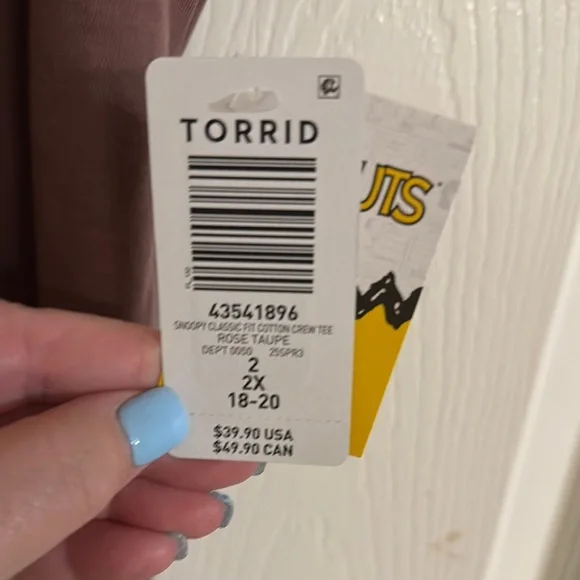 TORRID
43541896
SNOOPY CLASSIC FIT COTTON CREW TEE
ROSE TAUPE
DEPT 0050 25SPR3
2
2X
18-20
$39.90 USA
$49.90 CAN
UTS